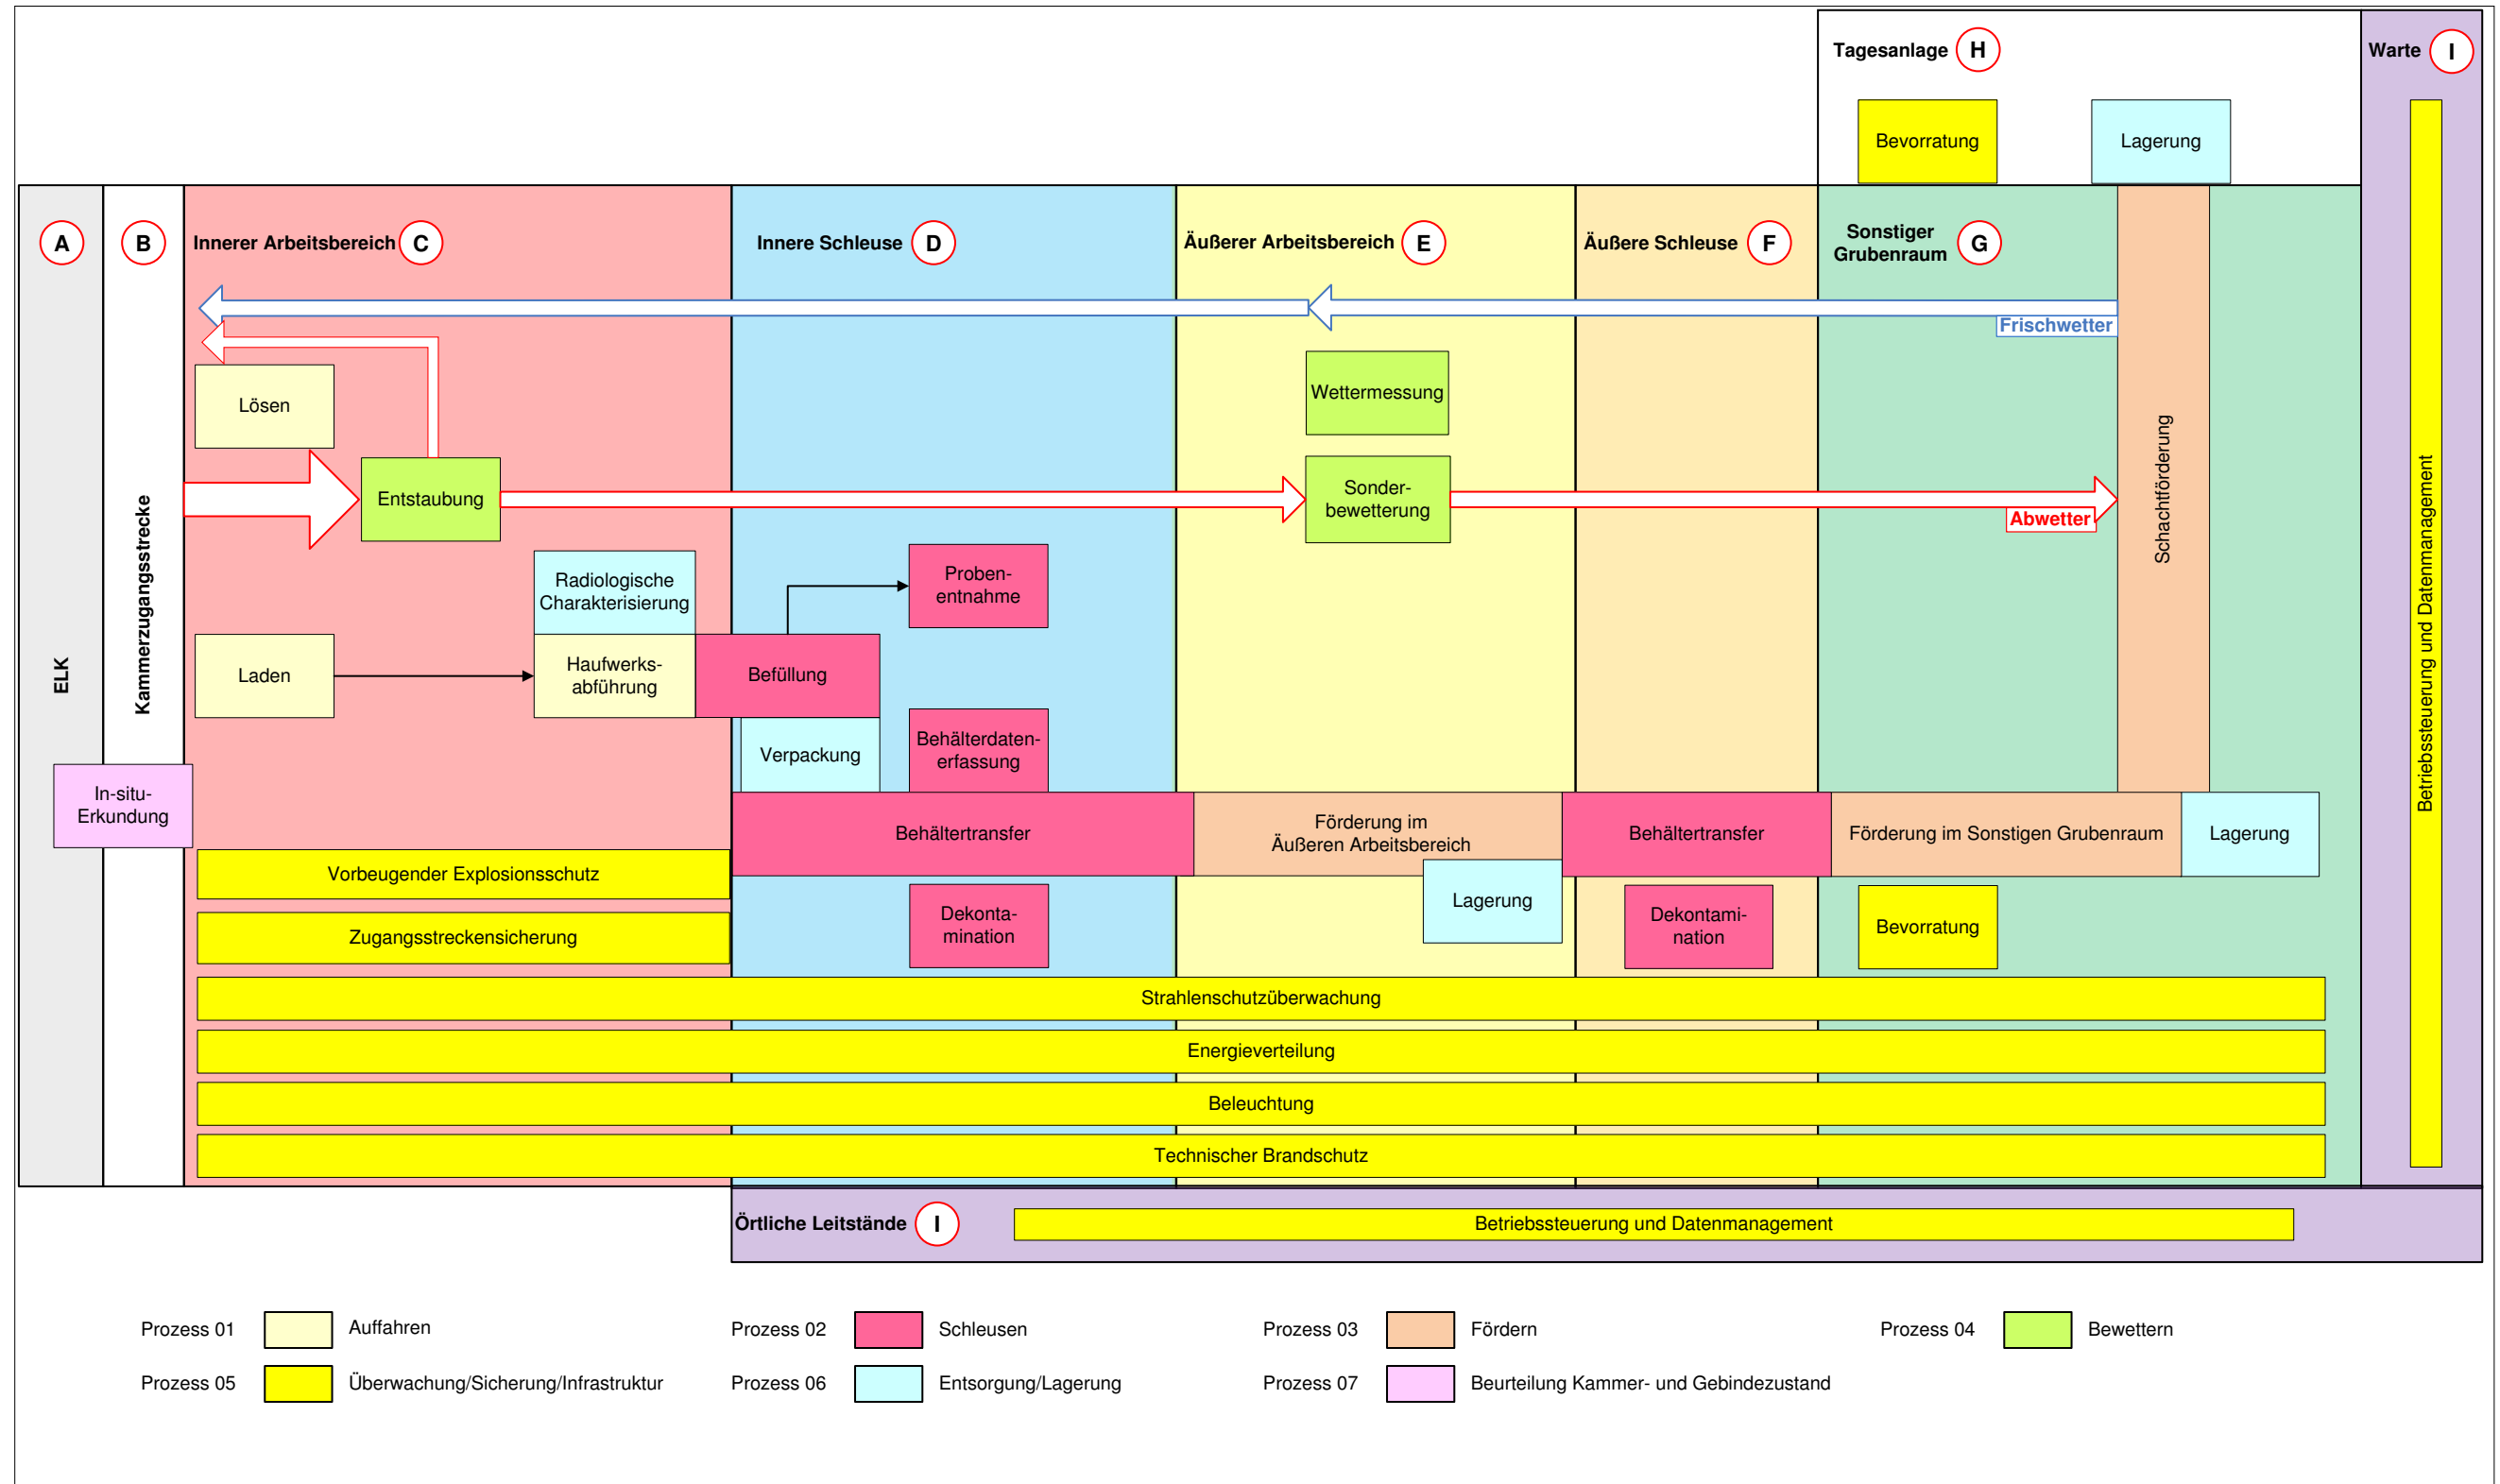 Tagesanlage
H
Warte
I
Bevorratung
Lagerung
A
B
Innerer Arbeitsbereich
C
Innere Schleuse
D
Äußerer Arbeitsbereich
E
Äußere Schleuse
F
Sonstiger
Grubenraum
G
Frischwetter
Lösen
Wettermessung
Entstaubung
Sonder-
bewetterung
Abwetter
Schachtförderung
Betriebssteuerung und Datenmanagement
ELK
Kammerzugangsstrecke
Radiologische
Charakterisierung
Proben-
entnahme
Laden
Haufwerks-
abführung
Befüllung
Verpackung
Behälterdaten-
erfassung
In-situ-
Erkundung
Behältertransfer
Förderung im
Äußeren Arbeitsbereich
Behältertransfer
Förderung im Sonstigen Grubenraum
Lagerung
Vorbeugender Explosionsschutz
Lagerung
Zugangsstreckensicherung
Dekonta-
mination
Dekontami-
nation
Bevorratung
Strahlenschutzüberwachung
Energieverteilung
Beleuchtung
Technischer Brandschutz
Örtliche Leitstände
I
Betriebssteuerung und Datenmanagement
Prozess 01
Auffahren
Prozess 02
Schleusen
Prozess 03
Fördern
Prozess 04
Bewettern
Prozess 05
Überwachung/Sicherung/Infrastruktur
Prozess 06
Entsorgung/Lagerung
Prozess 07
Beurteilung Kammer- und Gebindezustand